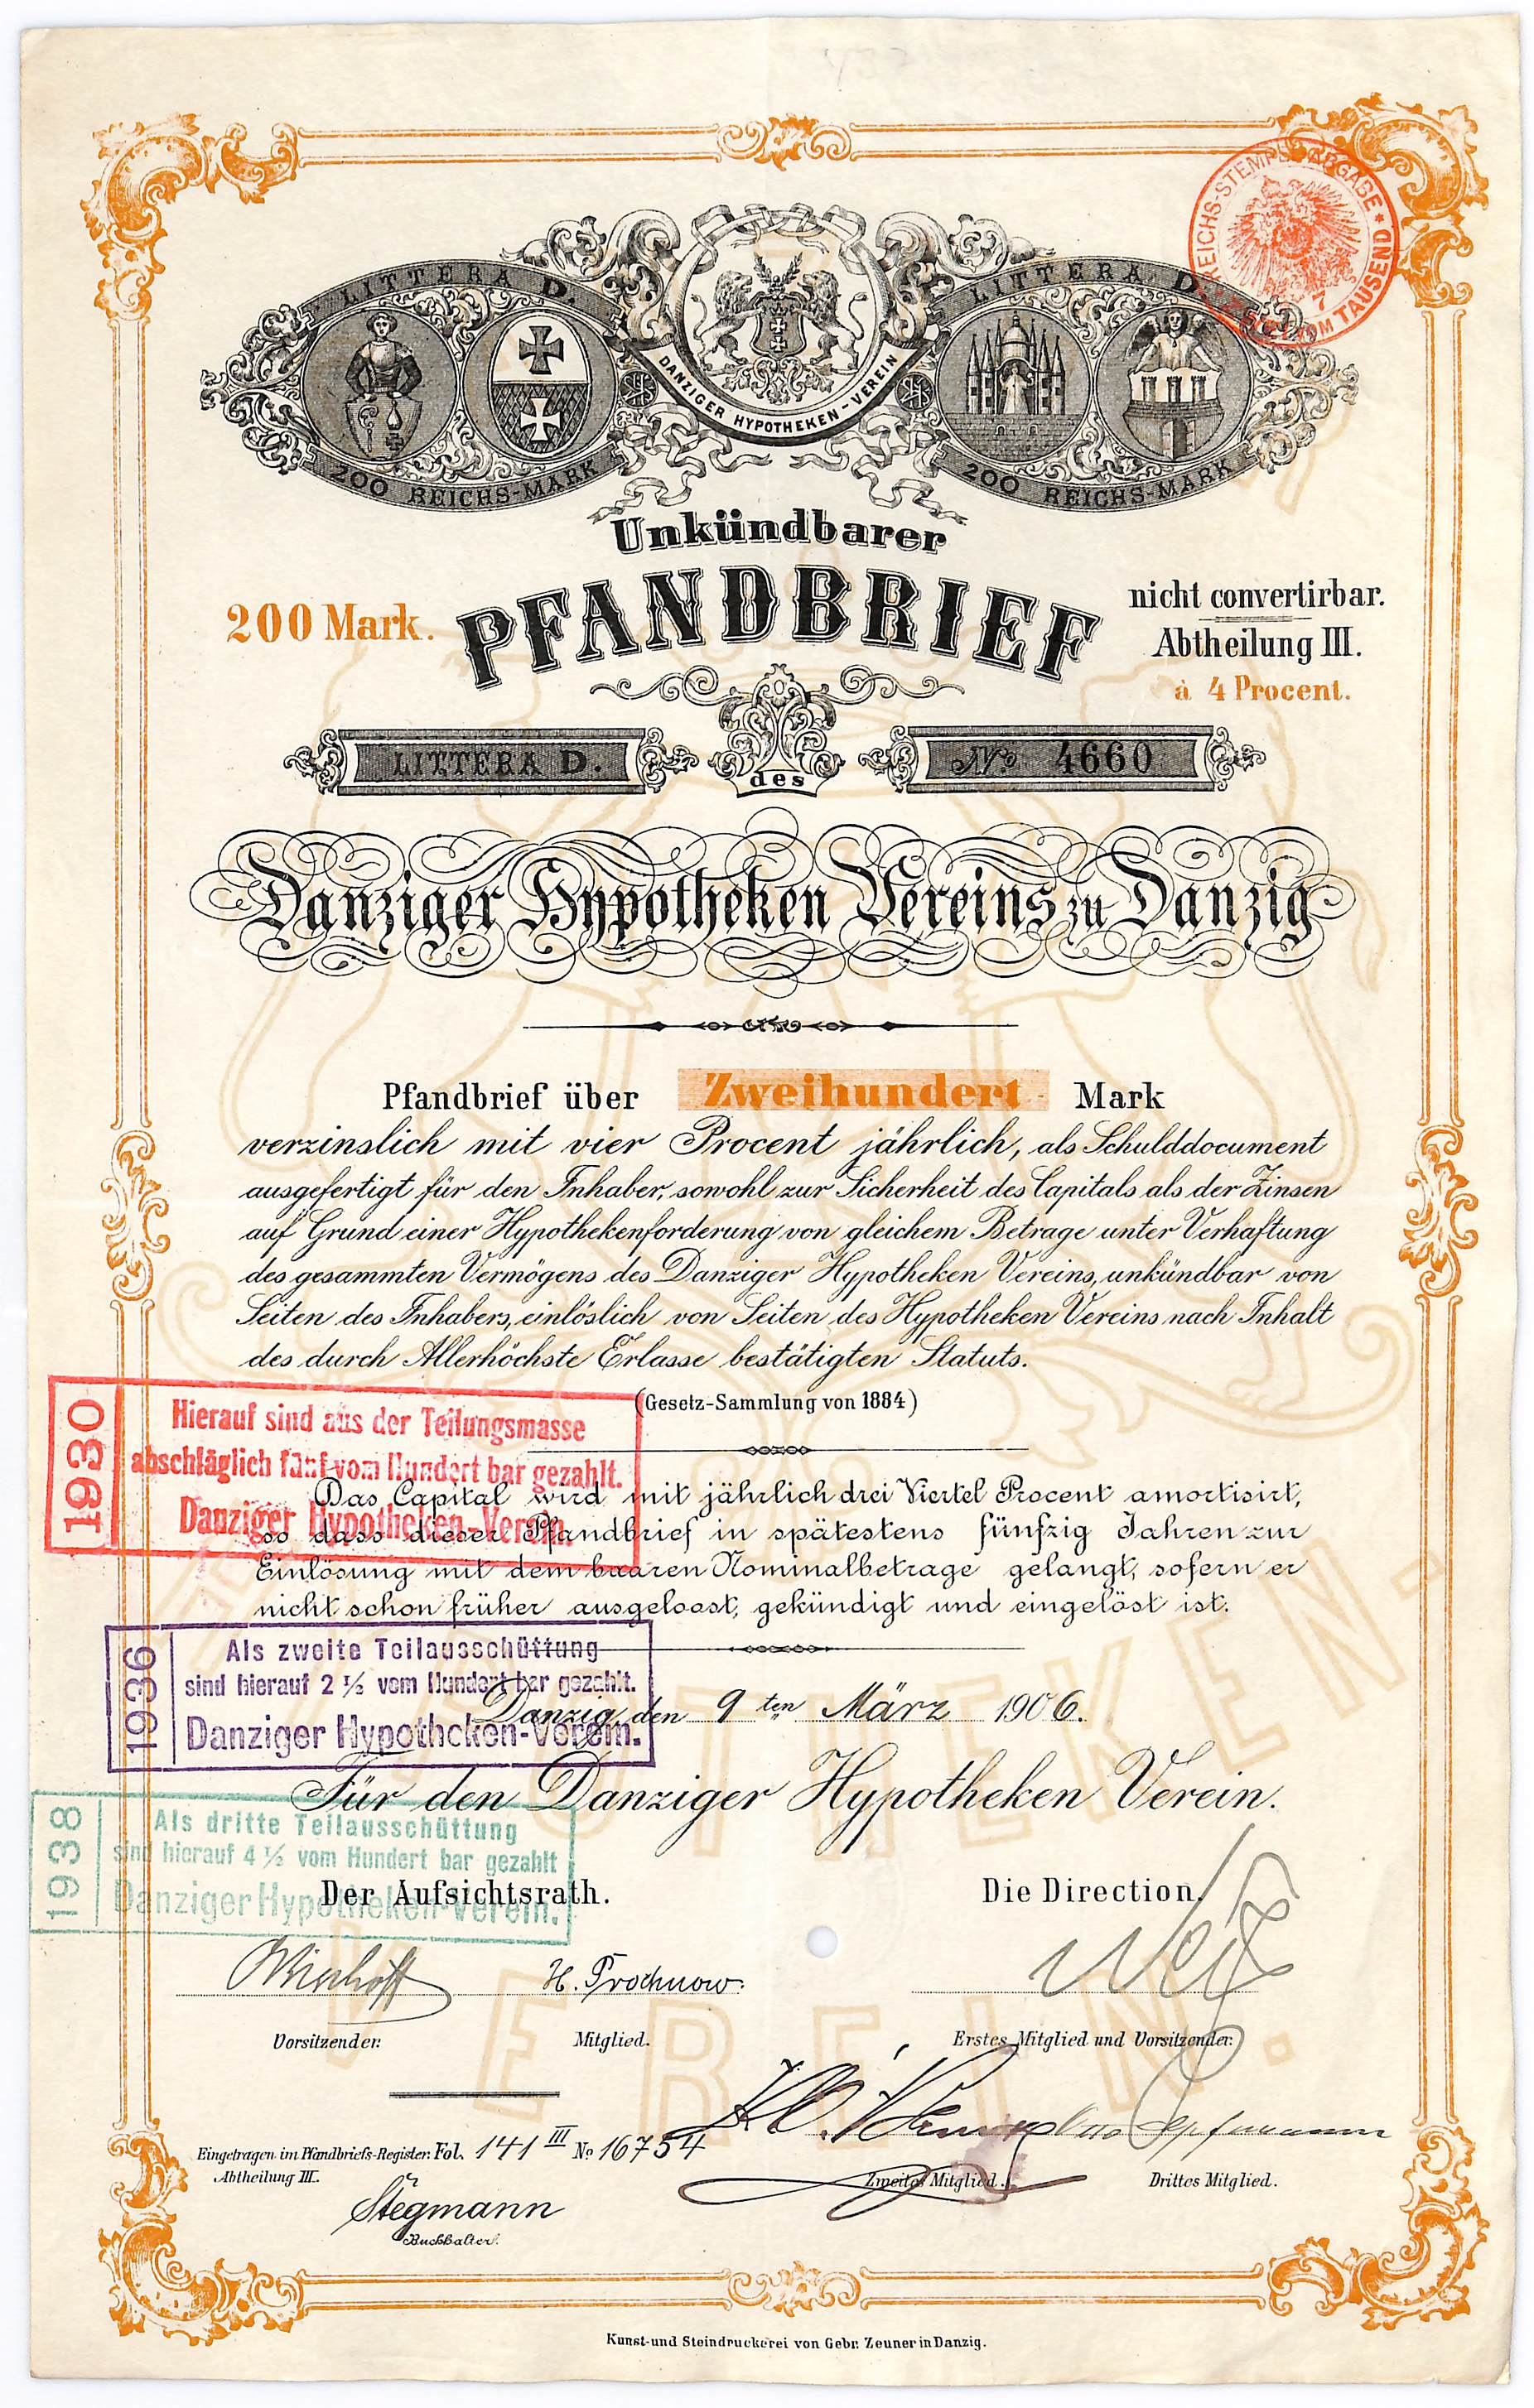 REICHS-STEMPEL-ABGABE * VOM TAUSEND
LITTERA D.
LITTERA D.
DANZIGER HYPOTHEKEN-VEREIN
200 REICHS-MARK
200 REICHS-MARK
Unkündbarer
200 Mark.
PFANDBRIEF
nicht convertirbar.
Abtheilung III.
à 4 Procent.
LITTERA D.
des
No 4660
Danziger Hypotheken Vereins zu Danzig
Pfandbrief über Zweihundert Mark
verzinslich mit vier Procent jährlich, als Schulddocument
ausgefertigt für den Inhaber, sowohl zur Sicherheit des Capitals als der Zinsen
auf Grund einer Hypothekenforderung von gleichem Betrage unter Verhaftung
des gesammten Vermögens des Danziger Hypotheken Vereins, unkündbar von
Seiten des Inhabers, einlöslich von Seiten des Hypotheken Vereins nach Inhalt
des durch Allerhöchste Erlasse bestätigten Statuts.
(Gesetz-Sammlung von 1884)
1930
Hierauf sind aus der Teilungsmasse
abschläglich fünf vom Hundert bar gezahlt.
Danziger Hypotheken-Verein.
Das Capital wird mit jährlich drei Viertel Procent amortisirt,
so dass dieser Pfandbrief in spätestens fünfzig Jahren zur
Einlösung mit dem baaren Nominalbetrage gelangt, sofern er
nicht schon früher ausgeloost, gekündigt und eingelöst ist.
1936
Als zweite Teilausschüttung
sind hierauf 2 ½ vom Hundert bar gezahlt.
Danziger Hypotheken-Verein.
Danzig, den 9ten März 1906.
Für den Danziger Hypotheken Verein.
1938
Als dritte Teilausschüttung
sind hierauf 4 ½ vom Hundert bar gezahlt
Danziger Hypotheken-Verein.
Der Aufsichtsrath.
Die Direction.
H. Prochnow.
Vorsitzender.
Mitglied.
Erstes Mitglied und Vorsitzender.
Eingetragen im Pfandbriefs-Register. Fol. 141 III No 16754
Abtheilung III.
Zweites Mitglied.
Drittes Mitglied.
Stegmann
Buchhalter.
Kunst-und Steindruckerei von Gebr. Zeuner in Danzig.